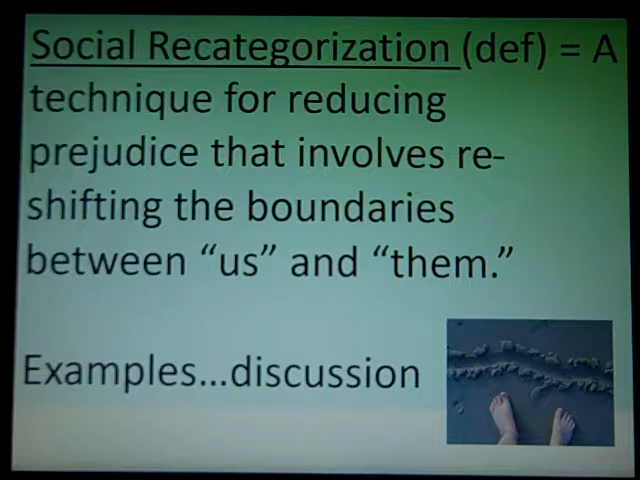 Social Recategorization (def) = A
technique for reducing
prejudice that involves re-
shifting the boundaries
between “us” and “them.”
Examples...discussion